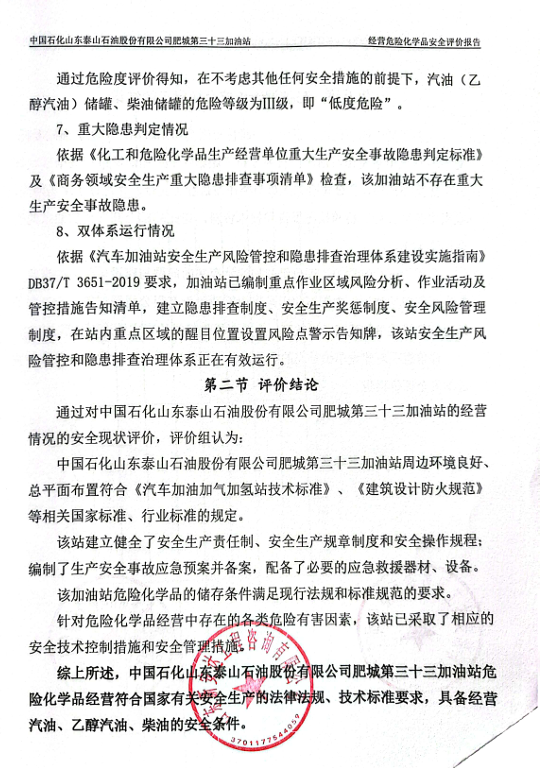 中国石化山东泰山石油股份有限公司肥城第三十三加油站 经营危险化学品安全评价报告
通过危险度评价得知，在不考虑其他任何安全措施的前提下，汽油（乙
醇汽油）储罐、柴油储罐的危险等级为Ⅲ级，即“低度危险”。
7、重大隐患判定情况
依据《化工和危险化学品生产经营单位重大生产安全事故隐患判定标准》
及《商务领域安全生产重大隐患排查事项清单》检查，该加油站不存在重大
生产安全事故隐患。
8、双体系运行情况
依据《汽车加油站安全生产风险管控和隐患排查治理体系建设实施指南》
DB37/T 3651-2019 要求，加油站已编制重点作业区域风险分析、作业活动及
管控措施告知清单，建立隐患排查制度、安全生产奖惩制度、安全风险管理
制度，在站内重点区域的醒目位置设置风险点警示告知牌，该站安全生产风
险管控和隐患排查治理体系正在有效运行。
第二节 评价结论
通过对中国石化山东泰山石油股份有限公司肥城第三十三加油站的经营
情况的安全现状评价，评价组认为：
中国石化山东泰山石油股份有限公司肥城第三十三加油站周边环境良好、
总平面布置符合《汽车加油加气加氢站技术标准》、《建筑设计防火规范》
等相关国家标准、行业标准的规定。
该站建立健全了安全生产责任制、安全生产规章制度和安全操作规程；
编制了生产安全事故应急预案并备案，配备了必要的应急救援器材、设备。
该加油站危险化学品的储存条件满足现行法规和标准规范的要求。
针对危险化学品经营中存在的各类危险有害因素，该站已采取了相应的
安全技术控制措施和安全管理措施。
综上所述，中国石化山东泰山石油股份有限公司肥城第三十三加油站危
险化学品经营符合国家有关安全生产的法律法规、技术标准要求，具备经营
汽油、乙醇汽油、柴油的安全条件。
3701177544059